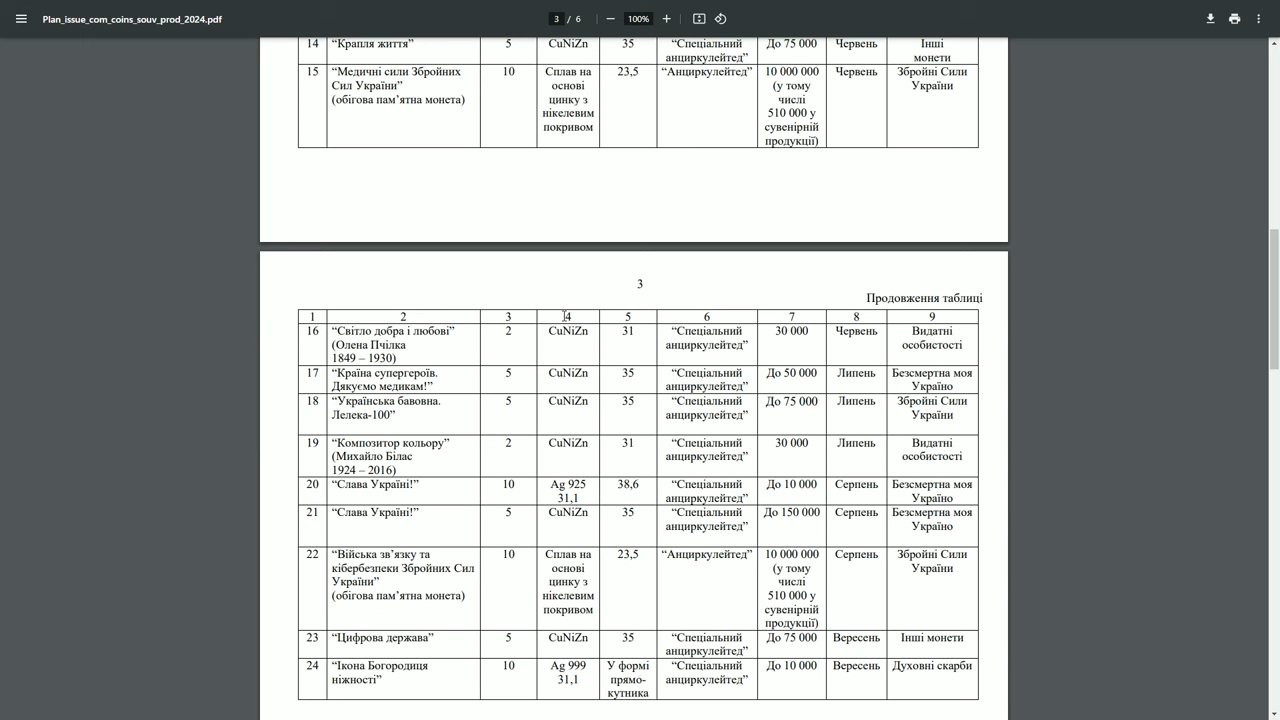 Plan_issue_com_coins_souv_prod_2024.pdf
3 / 6
100%
14 “Крапля життя” 5 CuNiZn 35 “Спеціальний анциркулейтед” До 75 000 Червень Інші монети
15 “Медичні сили Збройних Сил України” (обігова пам’ятна монета) 10 Сплав на основі цинку з нікелевим покривом 23,5 “Анциркулейтед” 10 000 000 (у тому числі 510 000 у сувенірній продукції) Червень Збройні Сили України
3
Продовження таблиці
1 2 3 4 5 6 7 8 9
16 “Світло добра і любові” (Олена Пчілка 1849 – 1930) 2 CuNiZn 31 “Спеціальний анциркулейтед” 30 000 Червень Видатні особистості
17 “Країна супергероїв. Дякуємо медикам!” 5 CuNiZn 35 “Спеціальний анциркулейтед” До 50 000 Липень Безсмертна моя Україно
18 “Українська бавовна. Лелека-100” 5 CuNiZn 35 “Спеціальний анциркулейтед” До 75 000 Липень Збройні Сили України
19 “Композитор кольору” (Михайло Білас 1924 – 2016) 2 CuNiZn 31 “Спеціальний анциркулейтед” 30 000 Липень Видатні особистості
20 “Слава Україні!” 10 Ag 925 31,1 38,6 “Спеціальний анциркулейтед” До 10 000 Серпень Безсмертна моя Україно
21 “Слава Україні!” 5 CuNiZn 35 “Спеціальний анциркулейтед” До 150 000 Серпень Безсмертна моя Україно
22 “Війська зв’язку та кібербезпеки Збройних Сил України” (обігова пам’ятна монета) 10 Сплав на основі цинку з нікелевим покривом 23,5 “Анциркулейтед” 10 000 000 (у тому числі 510 000 у сувенірній продукції) Серпень Збройні Сили України
23 “Цифрова держава” 5 CuNiZn 35 “Спеціальний анциркулейтед” До 75 000 Вересень Інші монети
24 “Ікона Богородиця ніжності” 10 Ag 999 31,1 У формі прямо-кутника “Спеціальний анциркулейтед” До 10 000 Вересень Духовні скарби